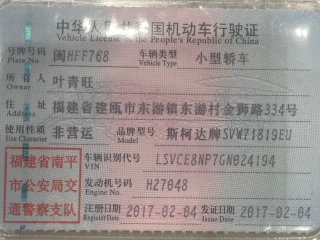 中华人民共和国机动车行驶证
Vehicle License of the People's Republic of China
号牌号码 Plate No. 闽HFF768 车辆类型 Vehicle Type 小型轿车
所有人 Owner 叶青旺
住址 Address 福建省建瓯市东游镇东游村金狮路334号
使用性质 Use Character 非营运 品牌型号 Model 斯柯达牌SVW71819EU
福建省南平市公安局交通警察支队
车辆识别代号 VIN LSVCE8NP7GN024194
发动机号码 Engine No. H27048
注册日期 Register Date 2017-02-04 发证日期 Issue Date 2017-02-04